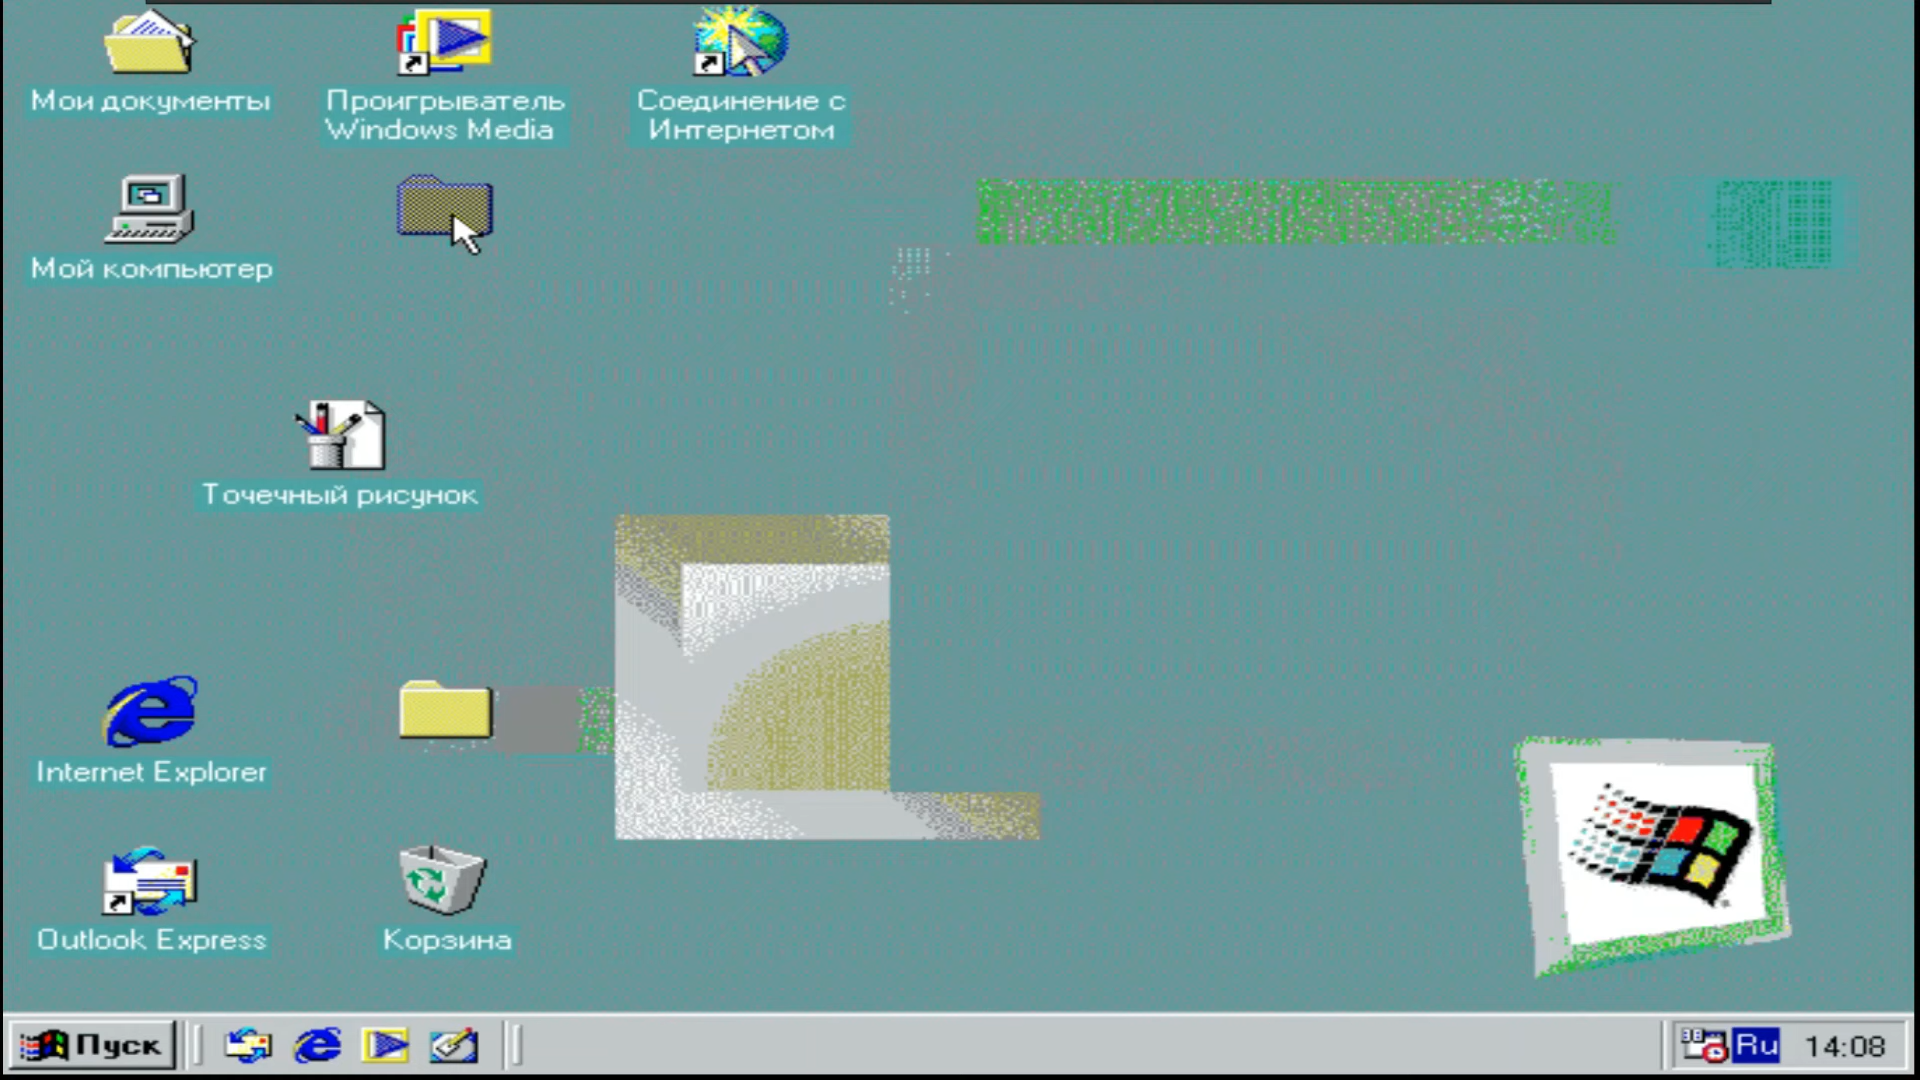 Мои документы
Проигрыватель
Windows Media
Соединение с
Интернетом
Мой компьютер
Точечный рисунок
Internet Explorer
Outlook Express
Корзина
Пуск
Ru
14:08